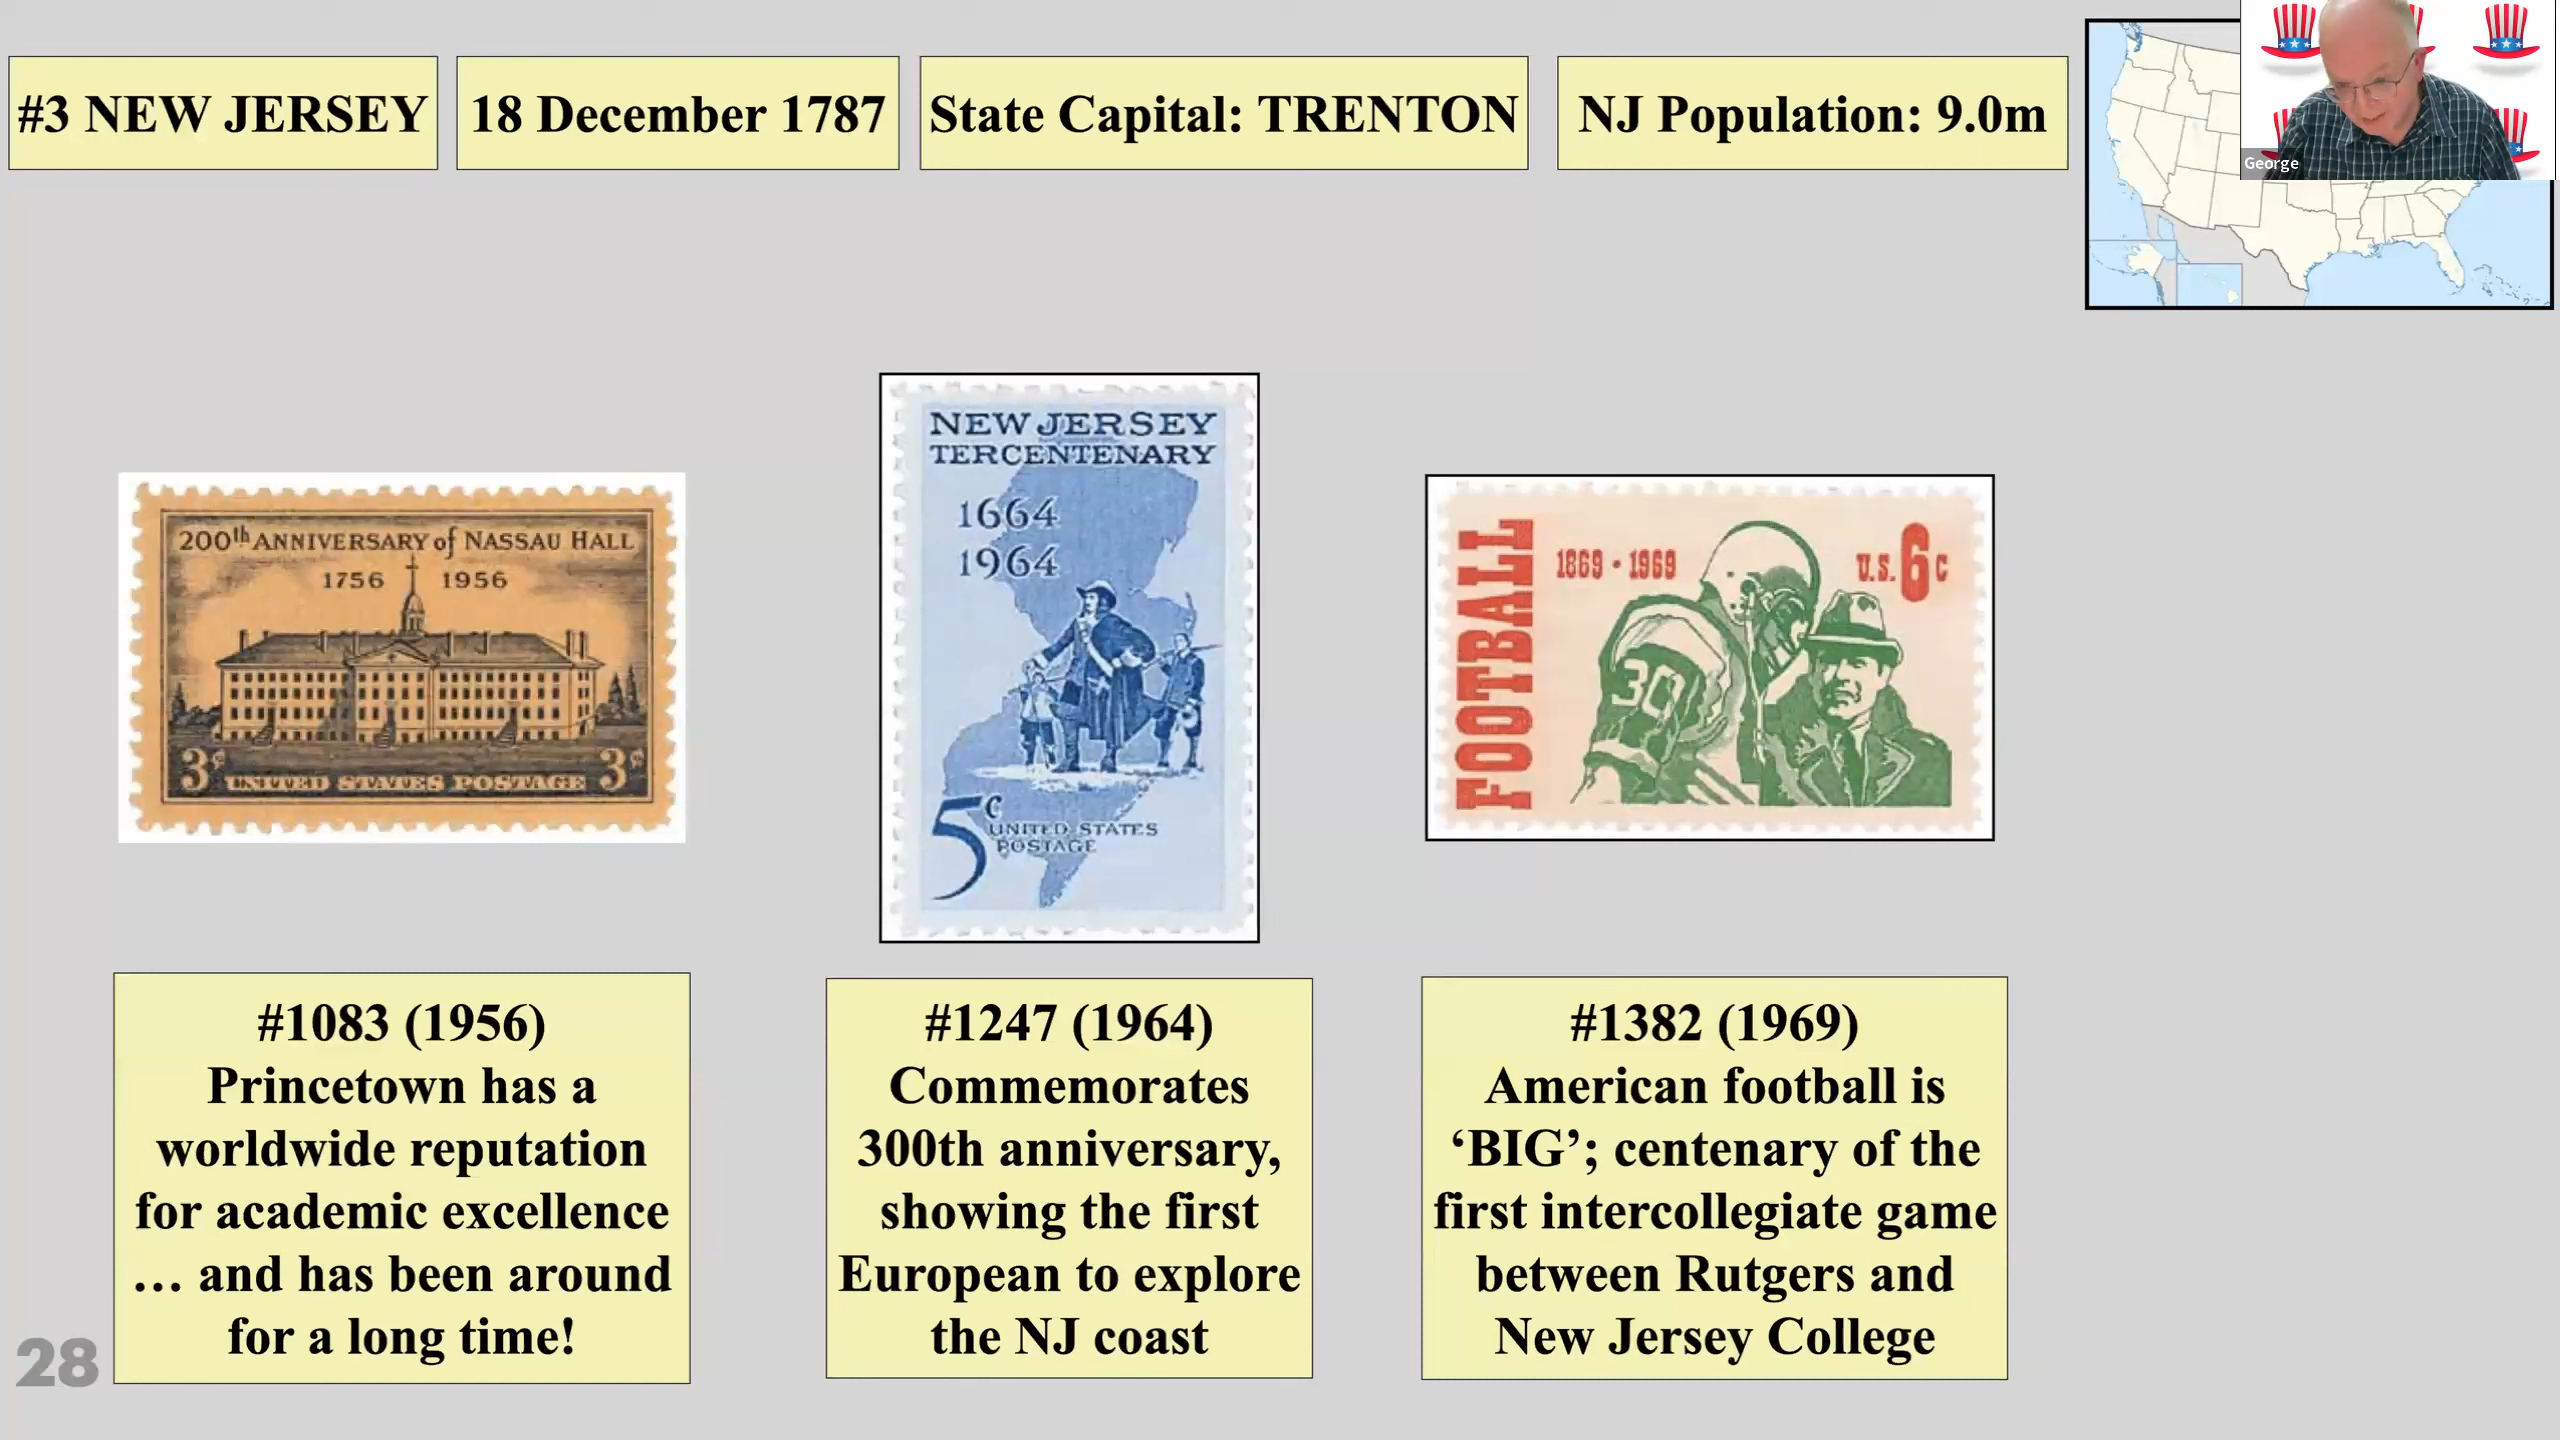 #3 NEW JERSEY
18 December 1787
State Capital: TRENTON
NJ Population: 9.0m
George
200th ANNIVERSARY of NASSAU HALL
1756 1956
3¢ UNITED STATES POSTAGE 3¢
NEW JERSEY
TERCENTENARY
1664
1964
5c
UNITED STATES
POSTAGE
FOOTBALL
1869 • 1969
U.S. 6c
30
#1083 (1956)
Princetown has a
worldwide reputation
for academic excellence
… and has been around
for a long time!
#1247 (1964)
Commemorates
300th anniversary,
showing the first
European to explore
the NJ coast
#1382 (1969)
American football is
‘BIG’; centenary of the
first intercollegiate game
between Rutgers and
New Jersey College
28